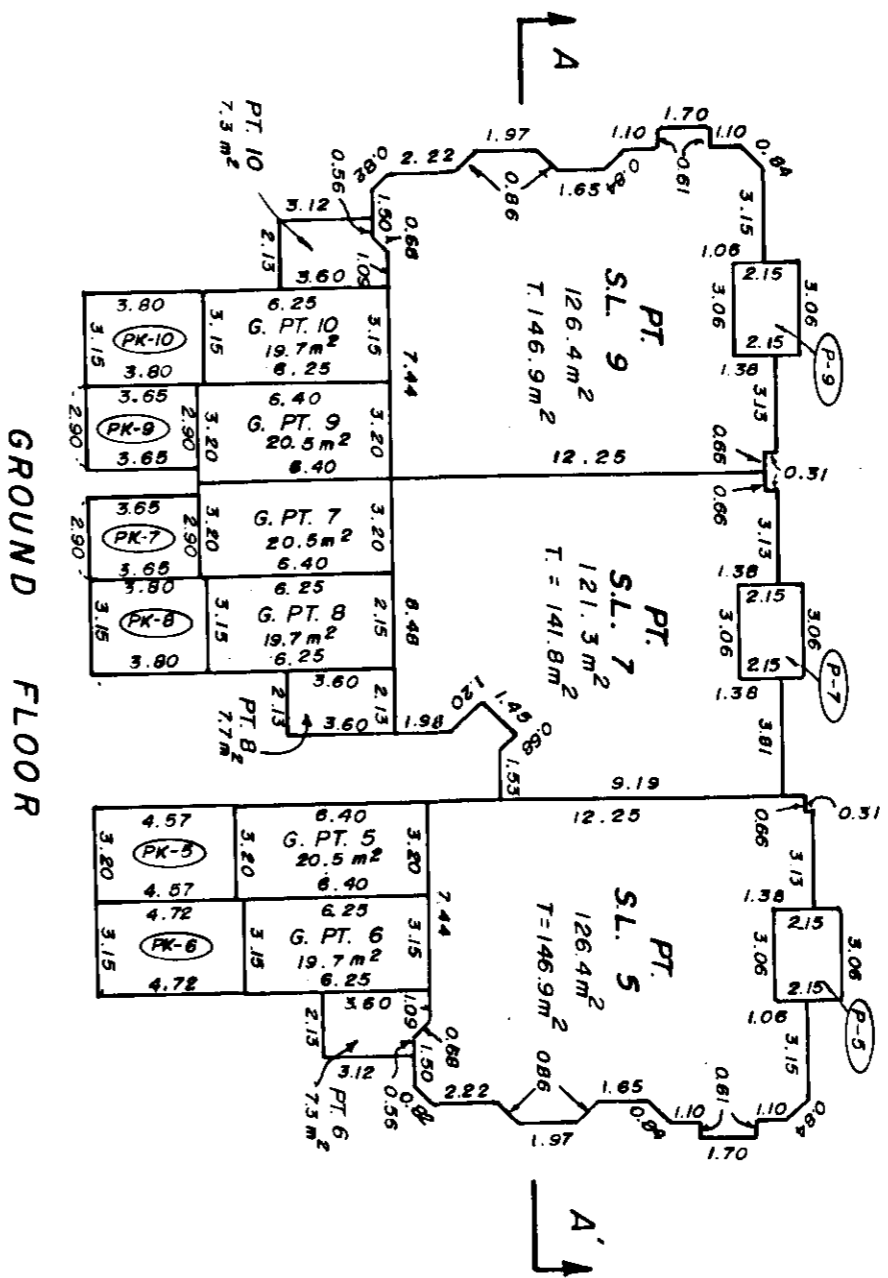 A
1.70
1.10
1.10
0.61
0.84
1.97
0.84
1.65
0.86
2.22
0.82
0.56
1.50
0.68
1.09
3.12
2.13
3.60
PT. 10
7.3 m²
3.15
1.06
2.15
3.06
3.06
2.15
P-9
1.38
3.13
PT.
S.L. 9
126.4 m²
T. 146.9 m²
3.80
3.15
PK-10
3.80
6.25
3.15
G. PT. 10
19.7 m²
6.25
3.15
7.44
3.65
2.90
PK-9
2.90
3.65
6.40
3.20
G. PT. 9
20.5 m²
6.40
3.20
12.25
0.66
0.31
0.66
3.65
2.90
PK-7
2.90
3.65
3.20
G. PT. 7
20.5 m²
6.40
3.20
3.13
1.38
2.15
3.06
3.06
2.15
P-7
1.38
3.81
PT.
S.L. 7
121.3 m²
T. = 141.8 m²
3.80
3.15
PK-8
3.80
6.25
3.15
G. PT. 8
19.7 m²
6.25
2.15
8.48
3.60
2.13
2.13
3.60
PT. 8
7.7 m²
1.98
1.20
1.45
0.68
1.53
9.19
12.25
0.66
0.31
4.57
3.20
PK-5
4.57
6.40
3.20
G. PT. 5
20.5 m²
6.40
3.20
7.44
3.13
1.38
2.15
3.06
3.06
2.15
P-5
1.06
3.15
PT.
S.L. 5
126.4 m²
T = 146.9 m²
4.72
3.15
PK-6
4.72
6.25
3.15
G. PT. 6
19.7 m²
6.25
3.15
3.60
2.13
3.12
1.09
0.68
1.50
0.56
0.82
PT. 6
7.3 m²
2.22
0.86
1.97
1.65
0.84
1.10
0.61
1.70
1.10
0.84
A'
GROUND FLOOR